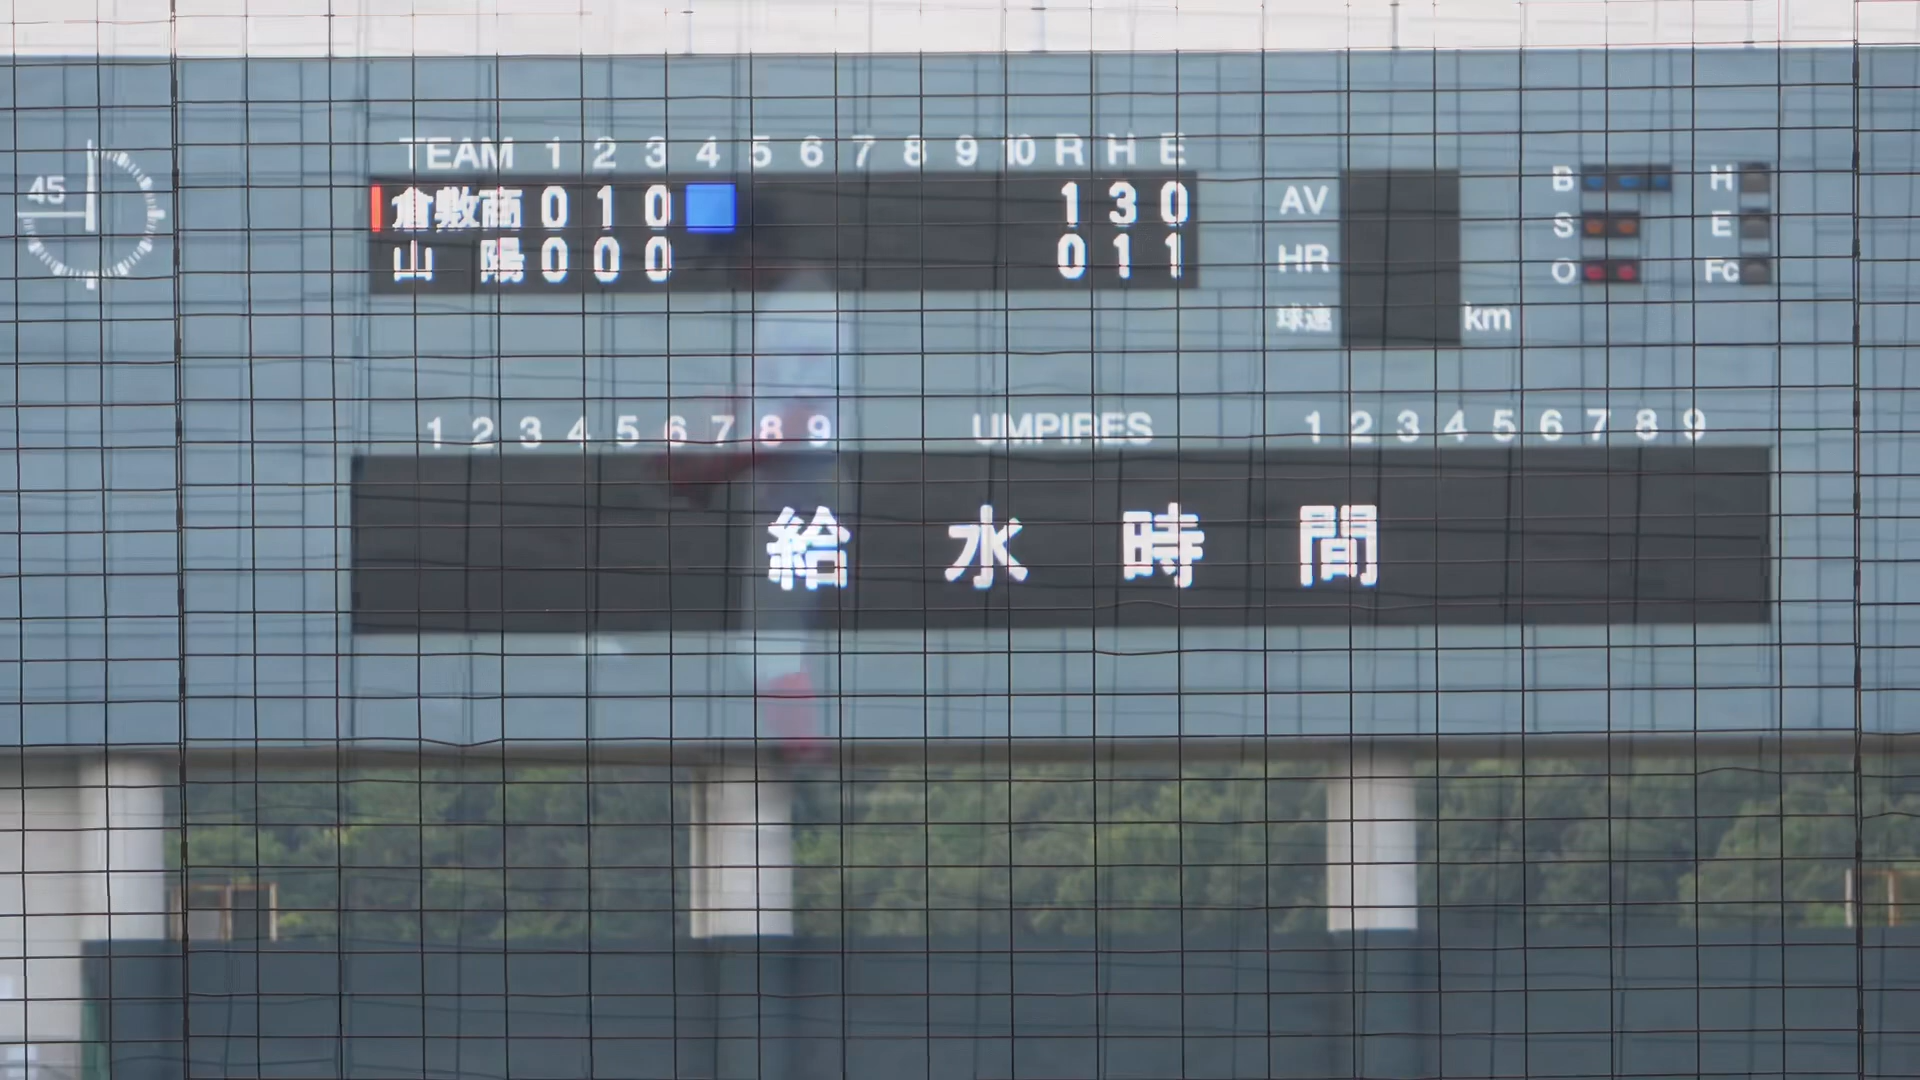 TEAM 1 2 3 4 5 6 7 8 9 10 R H E
倉敷商 0 1 0 1 3 0
山陽 0 0 0 0 1 1
45
AV
HR
球速 km
B
S
O
H
E
Fc
1 2 3 4 5 6 7 8 9 UMPIRES 1 2 3 4 5 6 7 8 9
給水時間